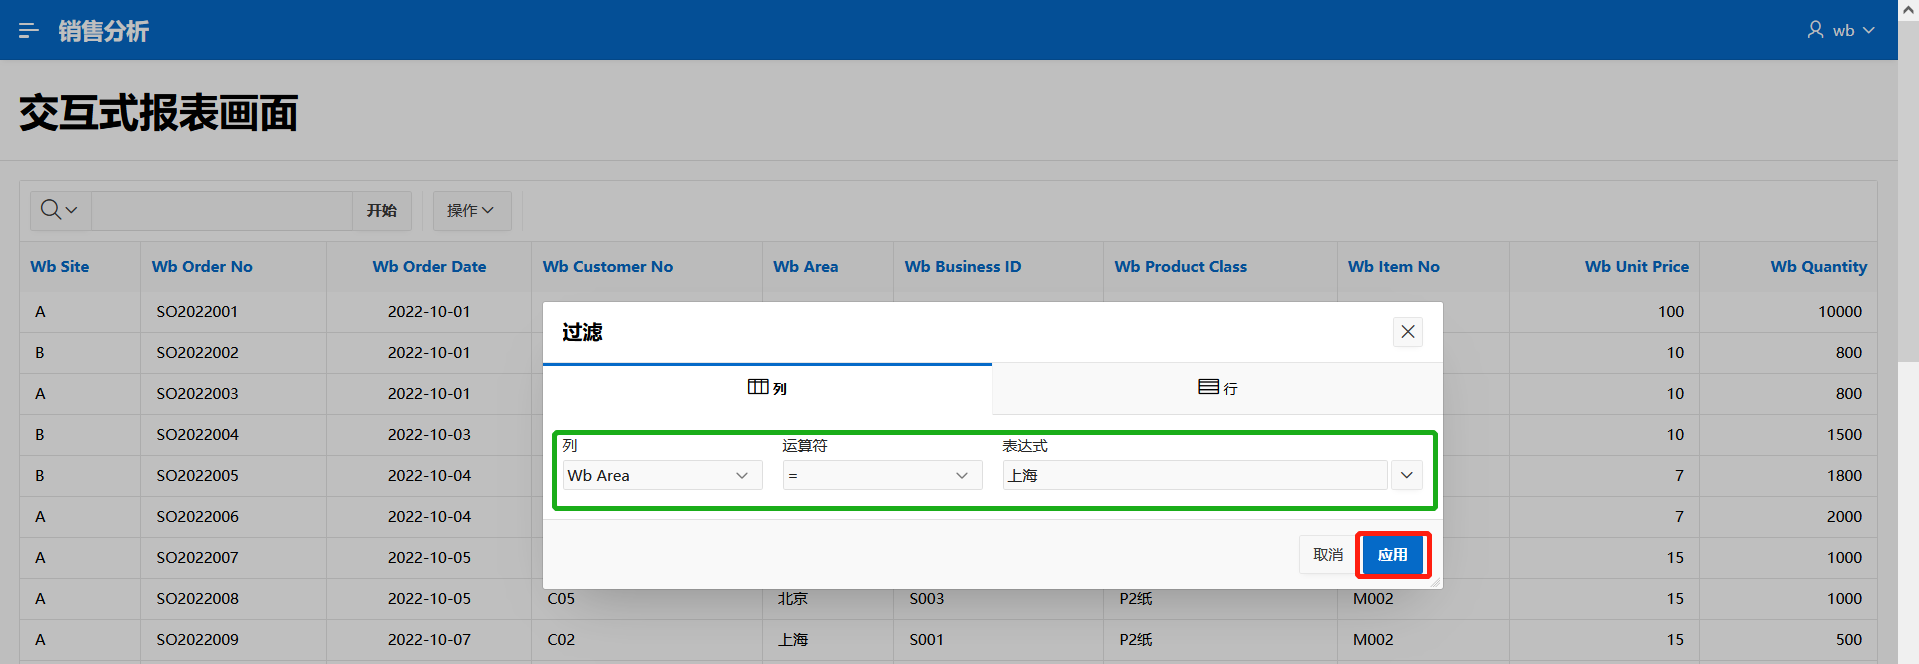 销售分析
wb
交互式报表画面
开始 操作
Wb Site Wb Order No Wb Order Date Wb Customer No Wb Area Wb Business ID Wb Product Class Wb Item No Wb Unit Price Wb Quantity
A SO2022001 2022-10-01 100 10000
过滤
B SO2022002 2022-10-01 10 800
列 行
A SO2022003 2022-10-01 10 800
B SO2022004 2022-10-03 10 1500
列 运算符 表达式
Wb Area = 上海
B SO2022005 2022-10-04 7 1800
A SO2022006 2022-10-04 7 2000
取消 应用
A SO2022007 2022-10-05 15 1000
A SO2022008 2022-10-05 C05 北京 S003 P2纸 M002 15 1000
A SO2022009 2022-10-07 C02 上海 S001 P2纸 M002 15 500